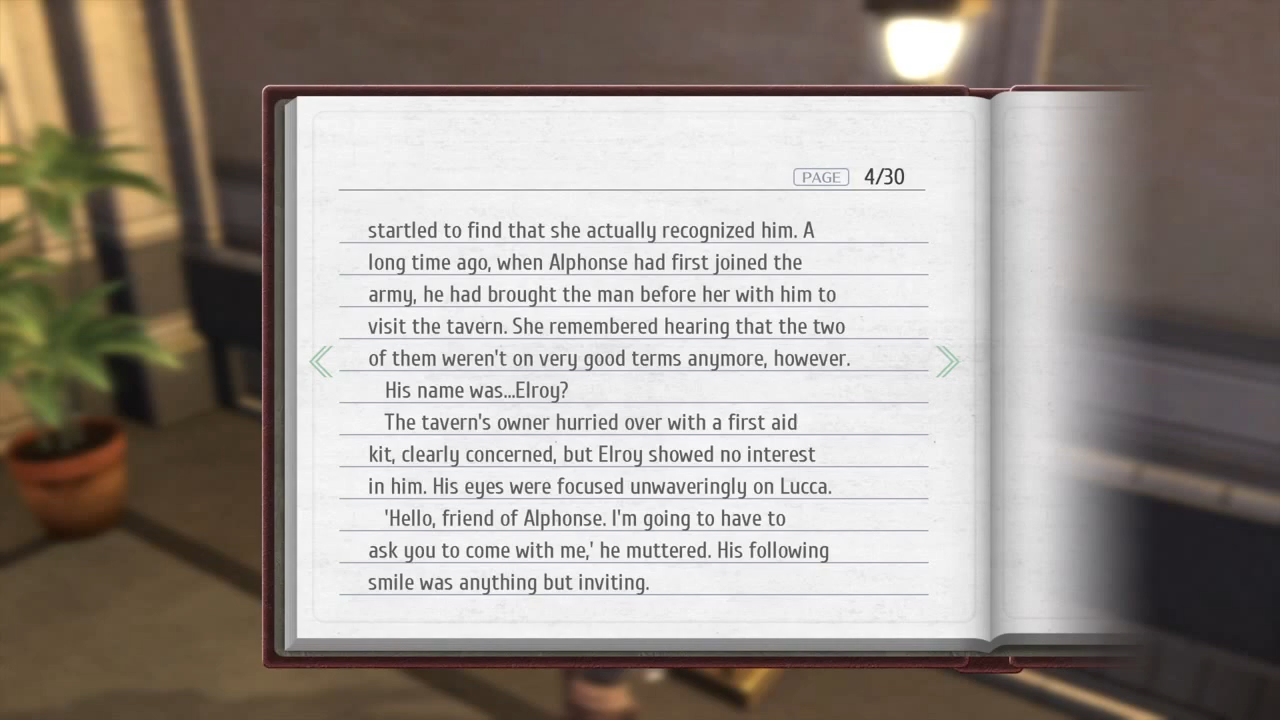 PAGE 4/30
startled to find that she actually recognized him. A
long time ago, when Alphonse had first joined the
army, he had brought the man before her with him to
visit the tavern. She remembered hearing that the two
of them weren't on very good terms anymore, however.
His name was...Elroy?
The tavern's owner hurried over with a first aid
kit, clearly concerned, but Elroy showed no interest
in him. His eyes were focused unwaveringly on Lucca.
'Hello, friend of Alphonse. I'm going to have to
ask you to come with me,' he muttered. His following
smile was anything but inviting.